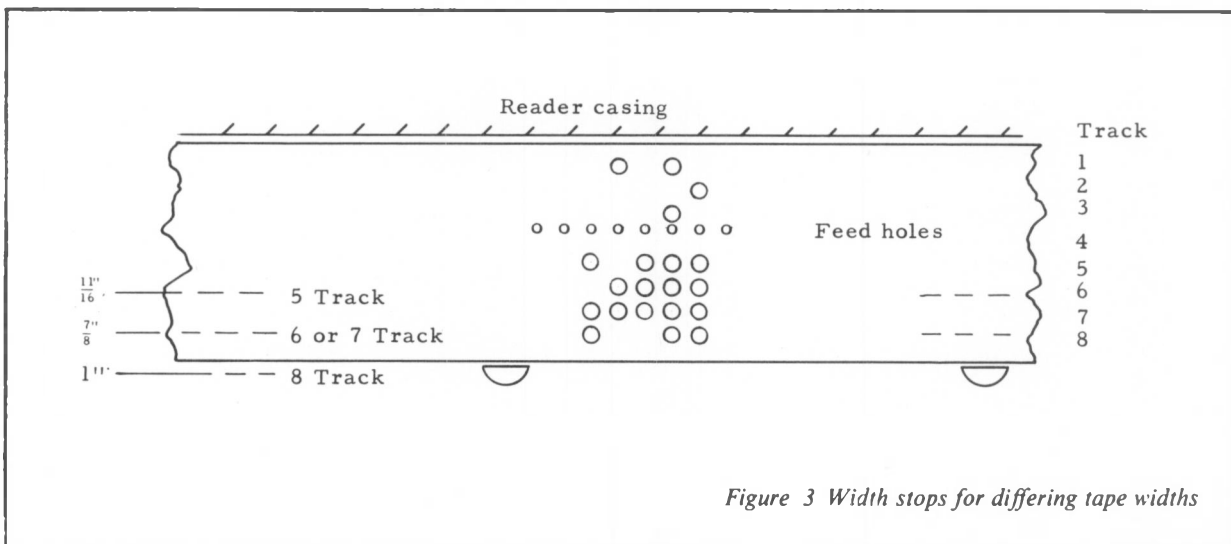 Reader casing
Track
1
2
3
Feed holes
4
5
11"/16
5 Track
6
7
7"/8
6 or 7 Track
8
1"
8 Track
Figure 3 Width stops for differing tape widths